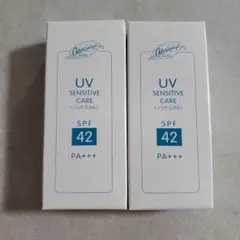 UV
SENSITIVE
CARE
SPF
42
PA+++
UV
SENSITIVE
CARE
SPF
42
PA+++